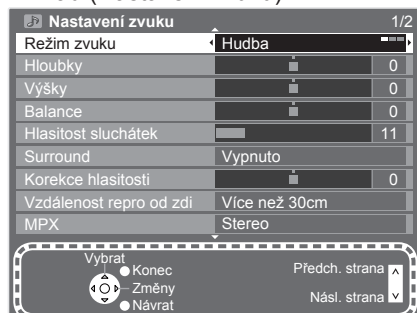 Nastavení zvuku 1/2
Režim zvuku Hudba
Hloubky 0
Výšky 0
Balance 0
Hlasitost sluchátek 11
Surround Vypnuto
Korekce hlasitosti 0
Vzdálenost repro od zdi Více než 30cm
MPX Stereo
Vybrat
Konec
Změny
Návrat
Předch. strana
Násl. strana